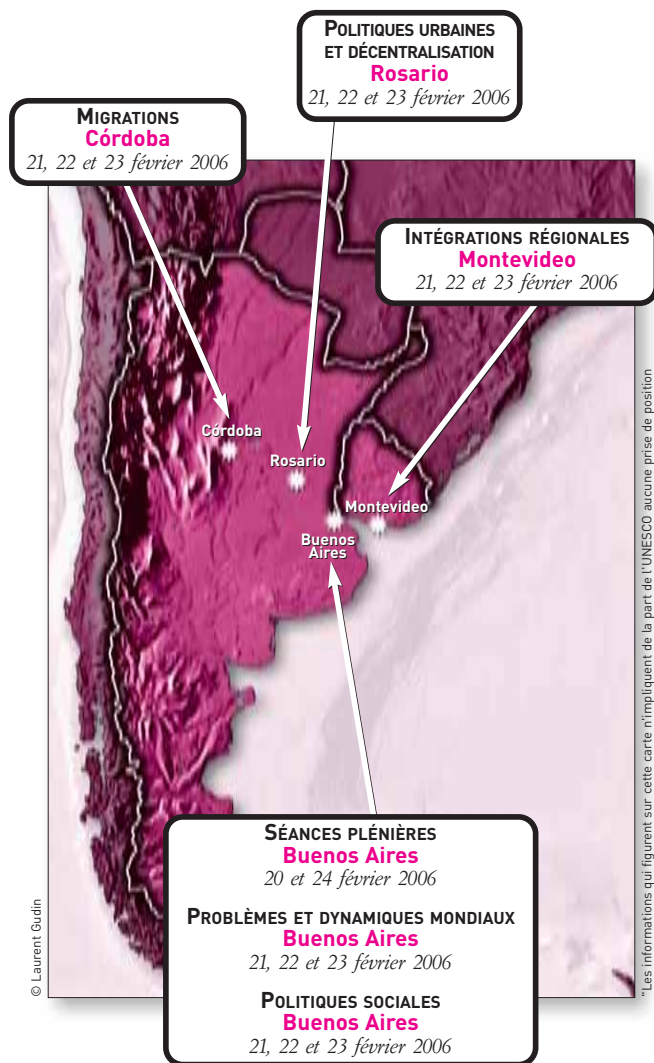 POLITIQUES URBAINES
ET DÉCENTRALISATION
Rosario
21, 22 et 23 février 2006
MIGRATIONS
Córdoba
21, 22 et 23 février 2006
INTÉGRATIONS RÉGIONALES
Montevideo
21, 22 et 23 février 2006
Córdoba
Rosario
Montevideo
Buenos
Aires
SÉANCES PLÉNIÈRES
Buenos Aires
20 et 24 février 2006
PROBLÈMES ET DYNAMIQUES MONDIAUX
Buenos Aires
21, 22 et 23 février 2006
POLITIQUES SOCIALES
Buenos Aires
21, 22 et 23 février 2006
© Laurent Gudin
"Les informations qui figurent sur cette carte n'impliquent de la part de l'UNESCO aucune prise de position